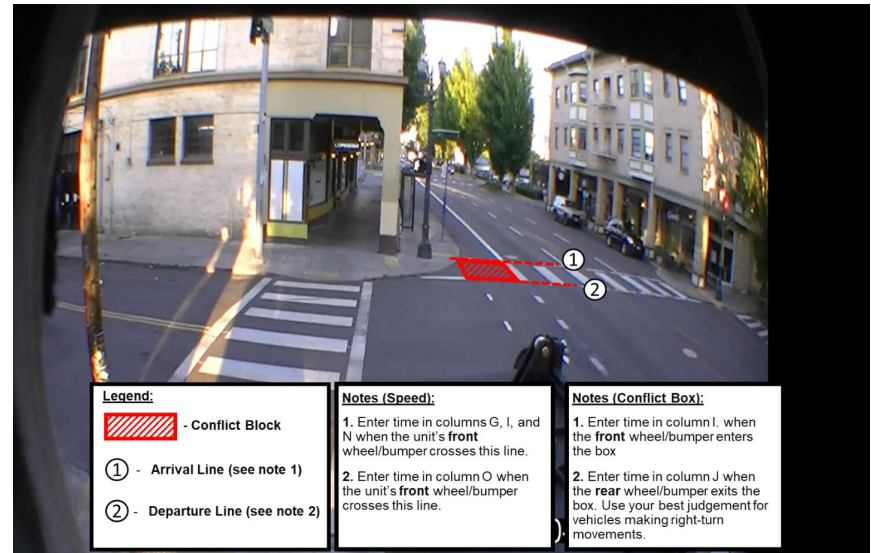 1
2
Legend:
- Conflict Block
1 - Arrival Line (see note 1)
2 - Departure Line (see note 2)
Notes (Speed):
1. Enter time in columns G, I, and
N when the unit's front
wheel/bumper crosses this line.
2. Enter time in column O when
the unit's front wheel/bumper
crosses this line.
Notes (Conflict Box):
1. Enter time in column I. when
the front wheel/bumper enters
the box
2. Enter time in column J when
the rear wheel/bumper exits the
box. Use your best judgement for
vehicles making right-turn
movements.